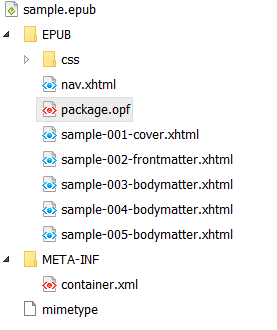 sample.epub
EPUB
css
nav.xhtml
package.opf
sample-001-cover.xhtml
sample-002-frontmatter.xhtml
sample-003-bodymatter.xhtml
sample-004-bodymatter.xhtml
sample-005-bodymatter.xhtml
META-INF
container.xml
mimetype